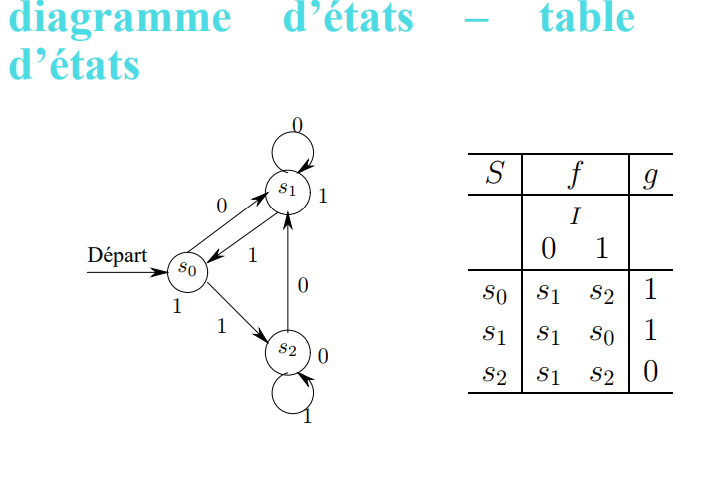 diagramme d'états – table
d'états
0
s₁ 1
0
1
Départ
s₀
1
0
1
s₂ 0
1
S f g
I
0 1
s₀ s₁ s₂ 1
s₁ s₁ s₀ 1
s₂ s₁ s₂ 0